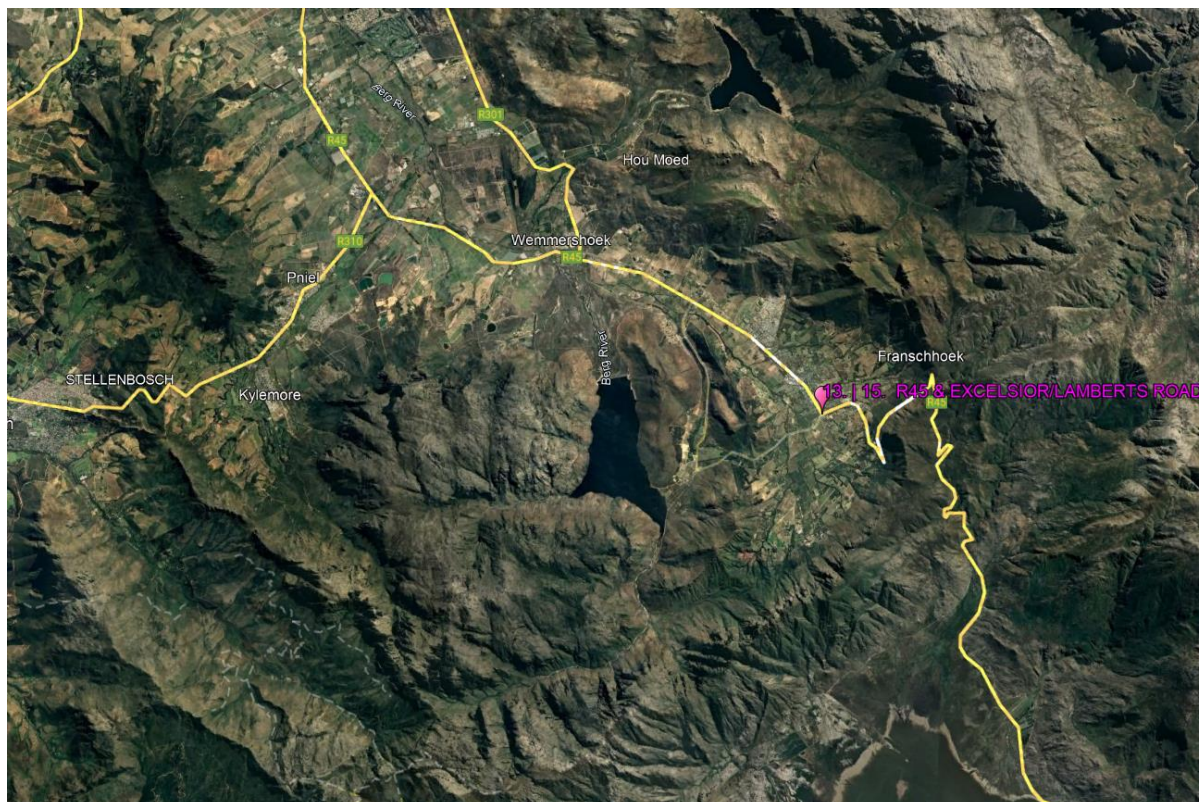 Berg River
R301
R45
Hou Moed
Wemmershoek
R310
R45
Pniel
Berg River
Franschhoek
STELLENBOSCH
Kylemore
13. | 15. R45 & EXCELSIOR/LAMBERTS ROAD
R45